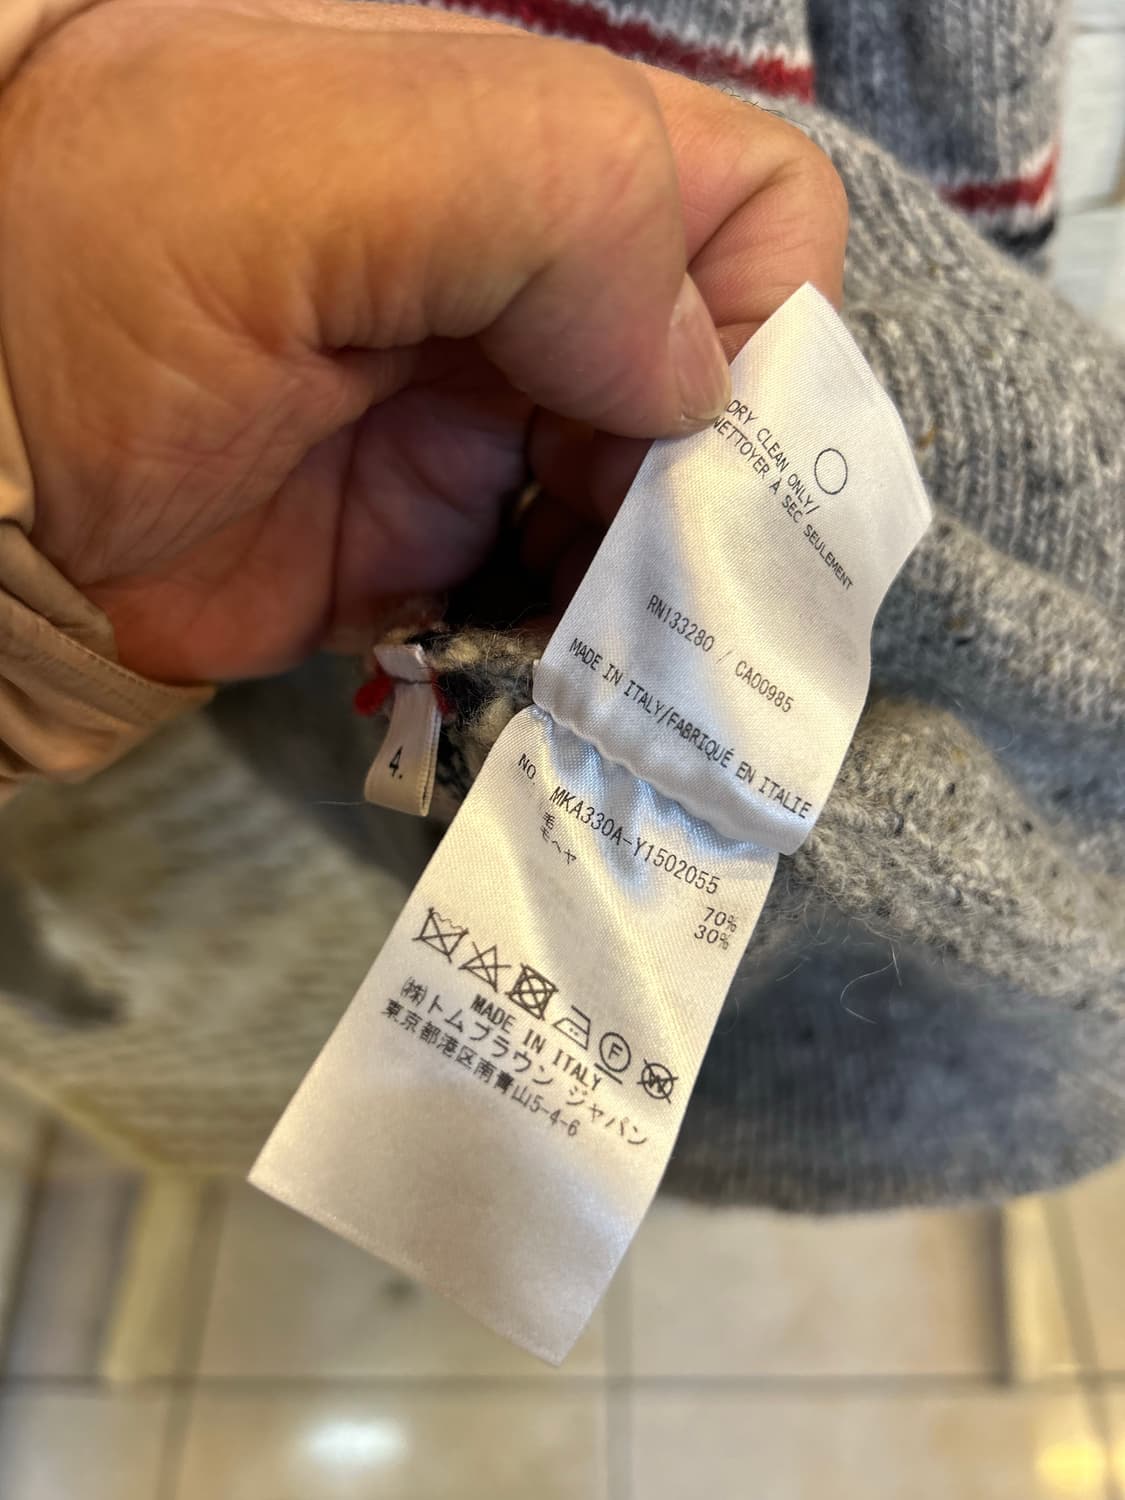 DRY CLEAN ONLY/
NETTOYER À SEC SEULEMENT
RN133280 / CA00985
MADE IN ITALY/FABRIQUÉ EN ITALIE
4.
NO. MKA330A-Y1502055
毛 70%
毛ヘヤ 30%
F W
MADE IN ITALY
㈱トムブラウン ジャパン
東京都港区南青山5-4-6